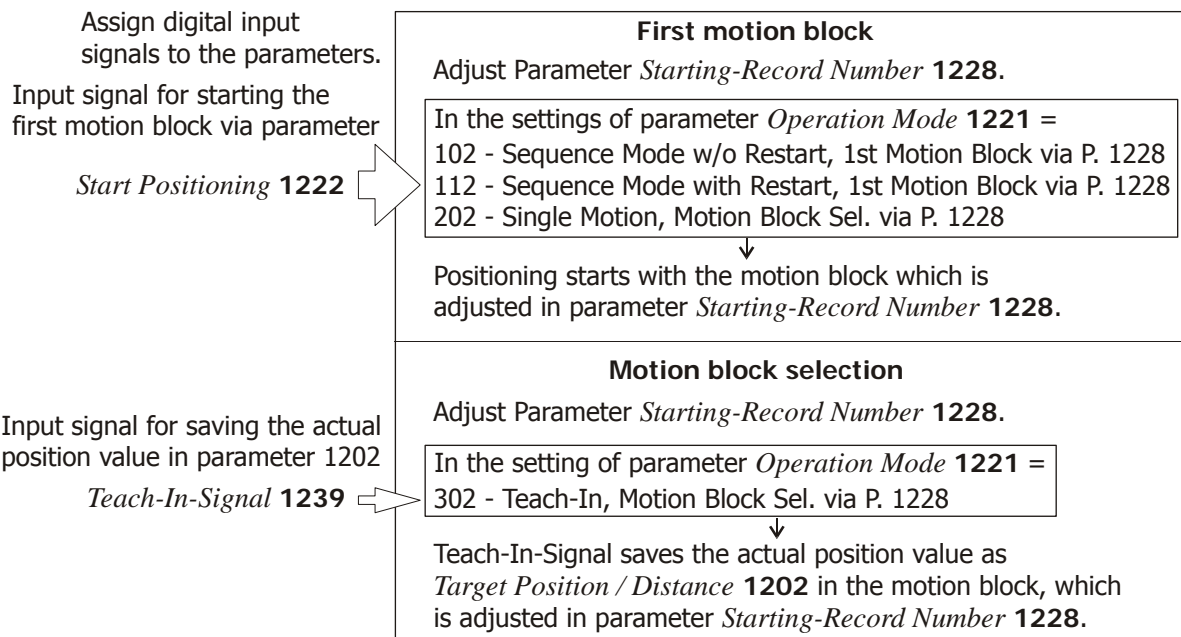 Assign digital input
signals to the parameters.
Input signal for starting the
first motion block via parameter
Start Positioning 1222
First motion block
Adjust Parameter Starting-Record Number 1228.
In the settings of parameter Operation Mode 1221 =
102 - Sequence Mode w/o Restart, 1st Motion Block via P. 1228
112 - Sequence Mode with Restart, 1st Motion Block via P. 1228
202 - Single Motion, Motion Block Sel. via P. 1228
Positioning starts with the motion block which is
adjusted in parameter Starting-Record Number 1228.
Input signal for saving the actual
position value in parameter 1202
Teach-In-Signal 1239
Motion block selection
Adjust Parameter Starting-Record Number 1228.
In the setting of parameter Operation Mode 1221 =
302 - Teach-In, Motion Block Sel. via P. 1228
Teach-In-Signal saves the actual position value as
Target Position / Distance 1202 in the motion block, which
is adjusted in parameter Starting-Record Number 1228.